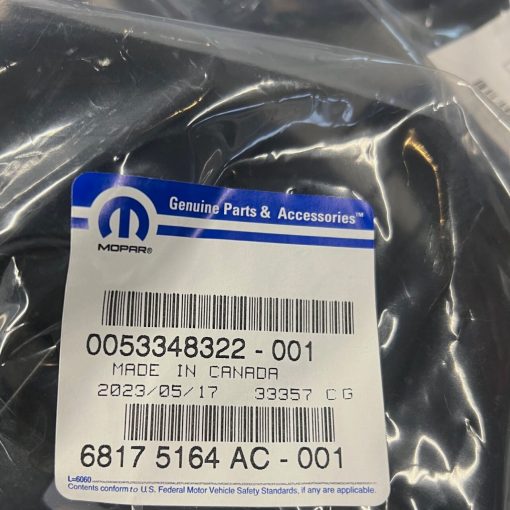 Genuine Parts & Accessories™
MOPAR®
0053348322-001
MADE IN CANADA
2023/05/17 33357 CG
6817 5164 AC-001
L=6060
Contents conform to U.S. Federal Motor Vehicle Safety Standards, if any are applicable.